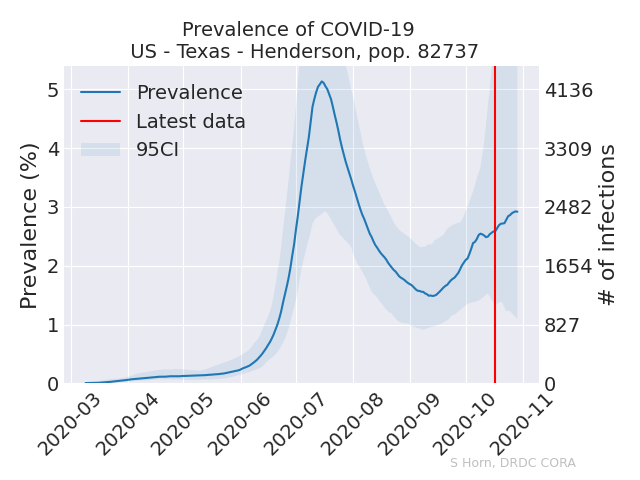 Prevalence of COVID-19
US - Texas - Henderson, pop. 82737
Prevalence
Latest data
95CI
Prevalence (%)
5
4
3
2
1
0
4136
3309
2482
1654
827
0
# of infections
2020-03
2020-04
2020-05
2020-06
2020-07
2020-08
2020-09
2020-10
2020-11
S Horn, DRDC CORA